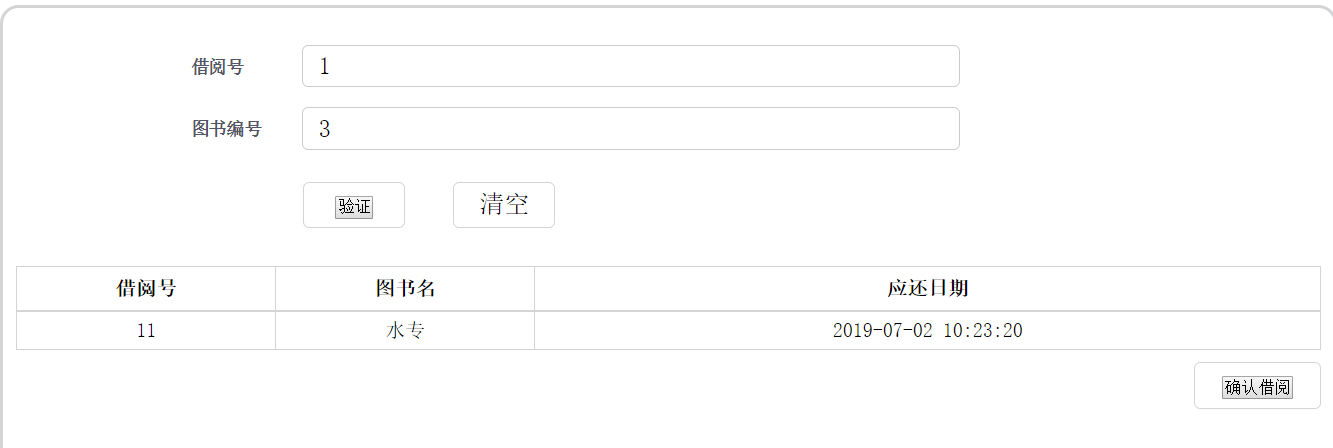 借阅号 1
图书编号 3
验证 清空
借阅号 图书名 应还日期
11 水专 2019-07-02 10:23:20
确认借阅